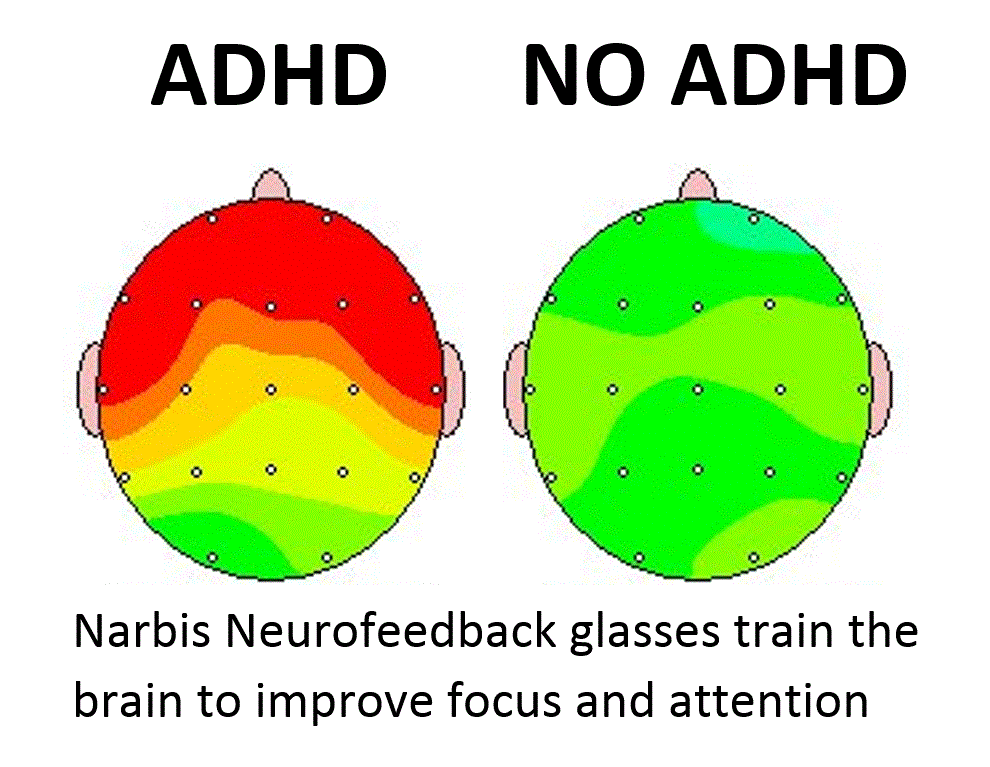 ADHD NO ADHD
Narbis Neurofeedback glasses train the
brain to improve focus and attention